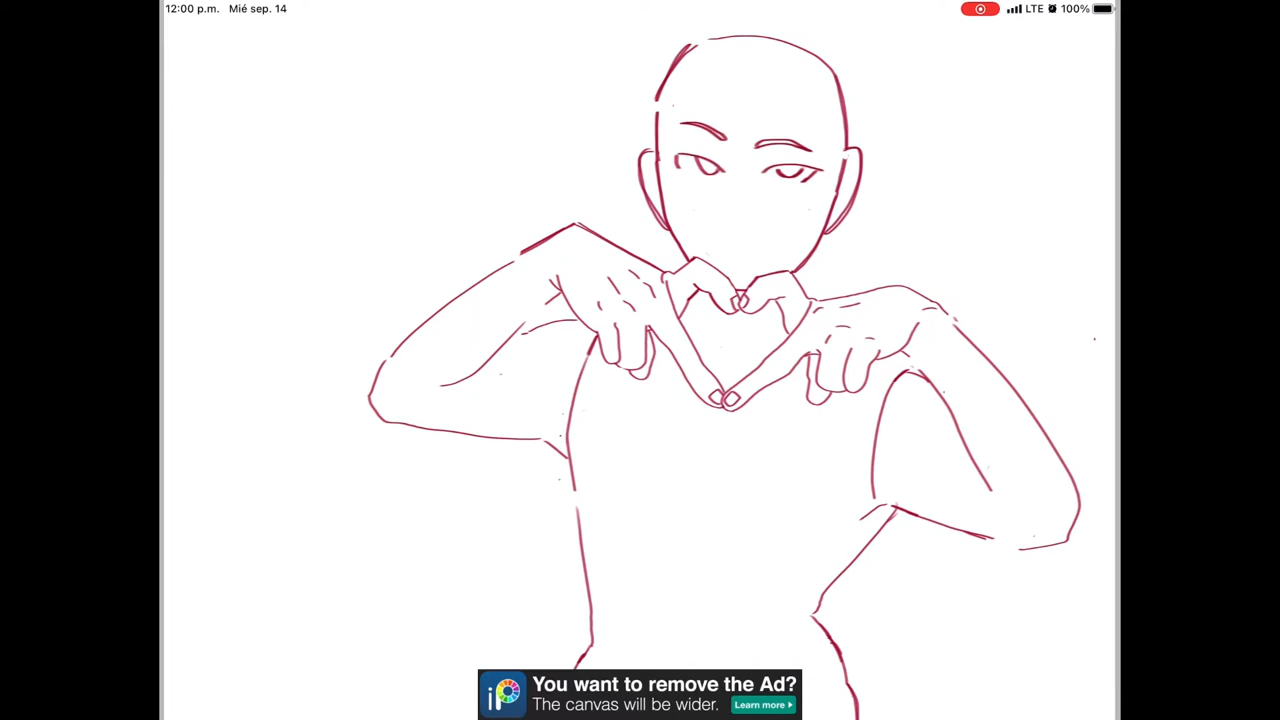 12:00 p.m. Mié sep. 14 LTE 100%
You want to remove the Ad?
The canvas will be wider. Learn more